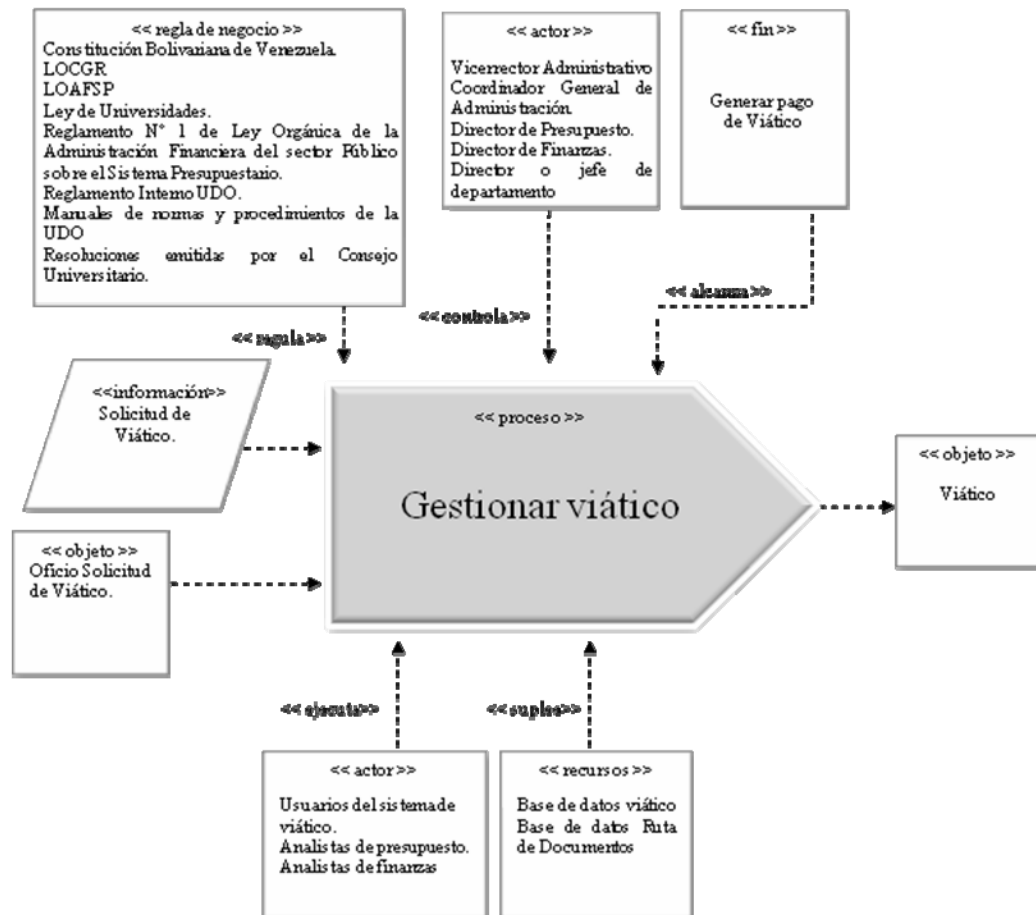 << regla de negocio >>
Constitución Bolivariana de Venezuela.
LOCGR
LOAFSP
Ley de Universidades.
Reglamento N° 1 de Ley Orgánica de la
Administración Financiera del sector Público
sobre el Sistema Presupuestario.
Reglamento Interno UDO.
Manuales de normas y procedimientos de la
UDO
Resoluciones emitidas por el Consejo
Universitario.
<< actor >>
Vicerrector Administrativo
Coordinador General de
Administración.
Director de Presupuesto.
Director de Finanzas.
Director o jefe de
departamento
<< fin >>
Generar pago
de Viático
<< alcanza >>
<< controla >>
<< regula >>
<<información>>
Solicitud de
Viático.
<< proceso >>
Gestionar viático
<< objeto >>
Viático
<< objeto >>
Oficio Solicitud
de Viático.
<< ejecuta>>
<< suple>>
<< actor >>
Usuarios del sistema de
viático.
Analistas de presupuesto.
Analistas de finanzas
<< recursos >>
Base de datos viático
Base de datos Ruta
de Documentos